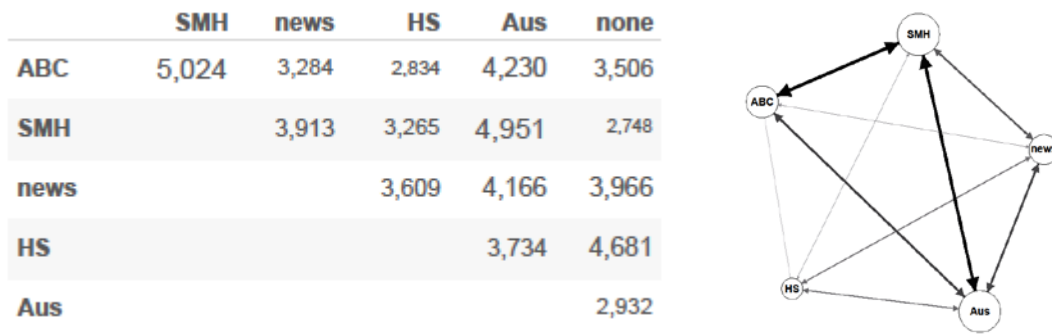 SMH news HS Aus none
ABC 5,024 3,284 2,834 4,230 3,506
SMH 3,913 3,265 4,951 2,748
news 3,609 4,166 3,966
HS 3,734 4,681
Aus 2,932
SMH
ABC
news
HS
Aus